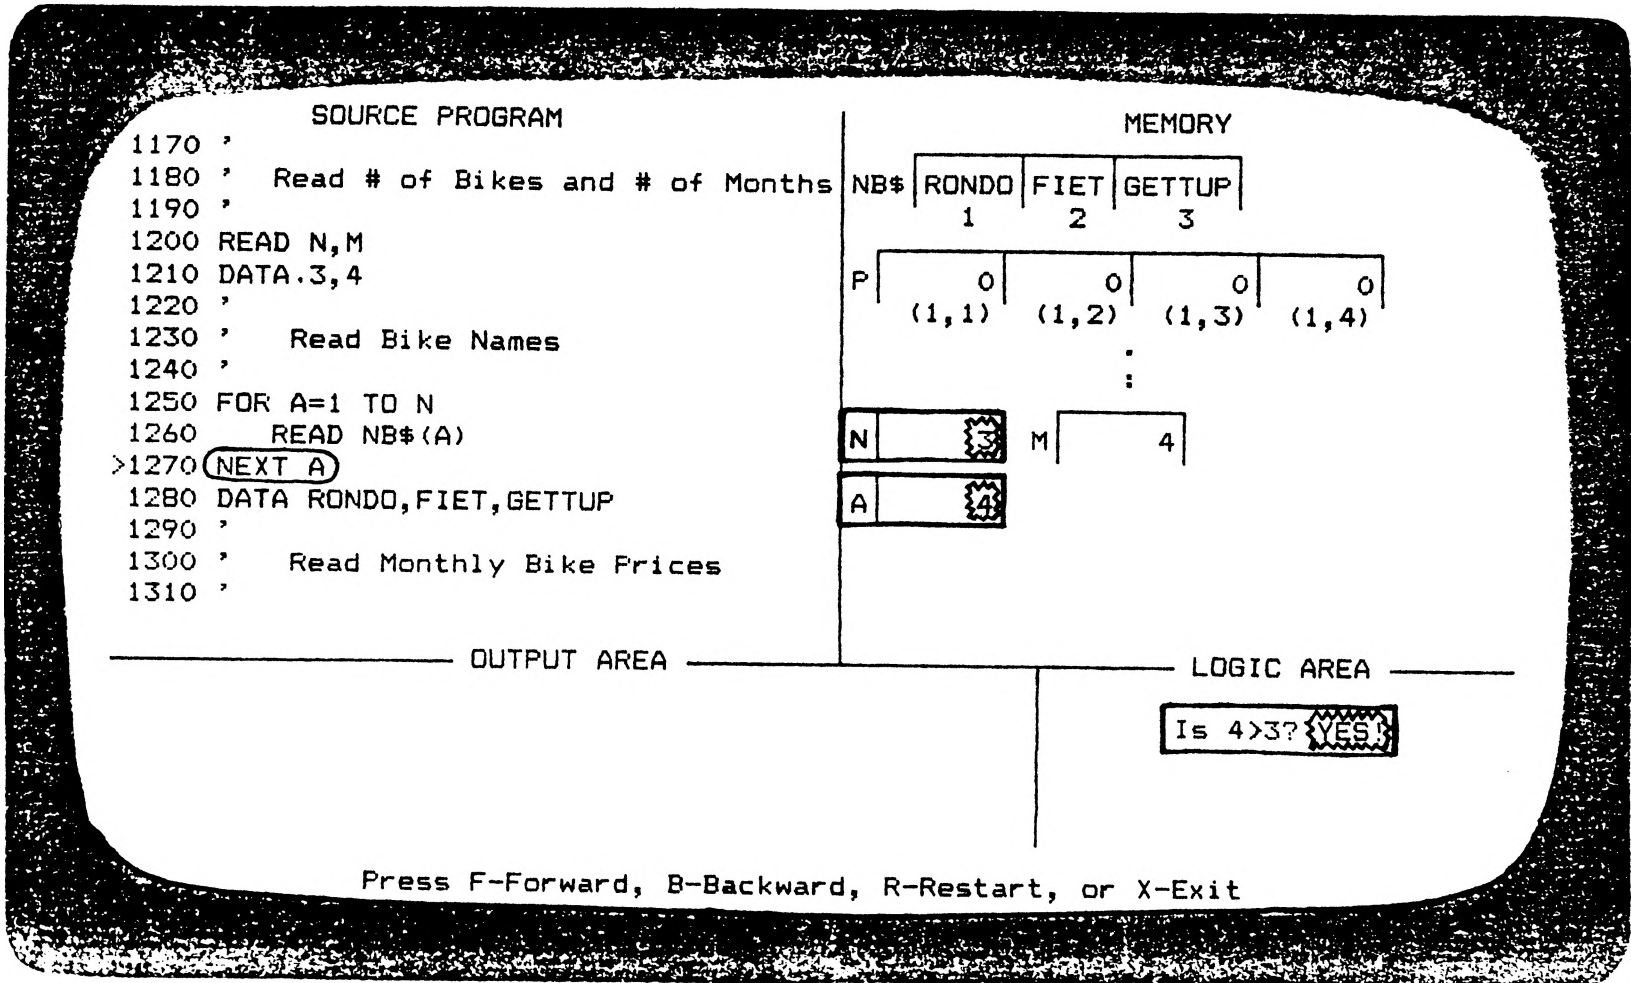 SOURCE PROGRAM
1170 '
1180 '  Read # of Bikes and # of Months
1190 '
1200 READ N,M
1210 DATA.3,4
1220 '
1230 '   Read Bike Names
1240 '
1250 FOR A=1 TO N
1260    READ NB$(A)
>1270 NEXT A
1280 DATA RONDO,FIET,GETTUP
1290 '
1300 '   Read Monthly Bike Prices
1310 '
MEMORY
NB$ RONDO FIET GETTUP
1 2 3
P 0 0 0 0
(1,1) (1,2) (1,3) (1,4)
:
N 3 M 4
A 4
OUTPUT AREA
LOGIC AREA
Is 4>3? YES!
Press F-Forward, B-Backward, R-Restart, or X-Exit